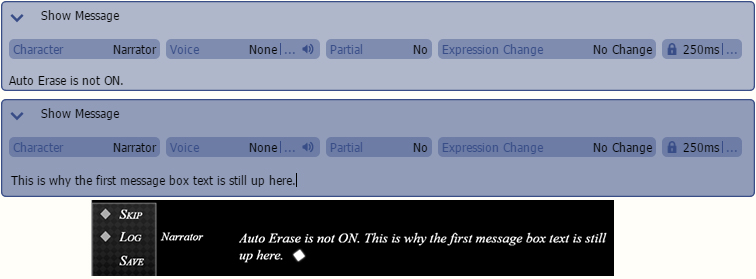 Show Message
Character Narrator Voice None|... Partial No Expression Change No Change 250ms|...
Auto Erase is not ON.
Show Message
Character Narrator Voice None|... Partial No Expression Change No Change 250ms|...
This is why the first message box text is still up here.
SKIP
LOG
SAVE
Narrator
Auto Erase is not ON. This is why the first message box text is still
up here.